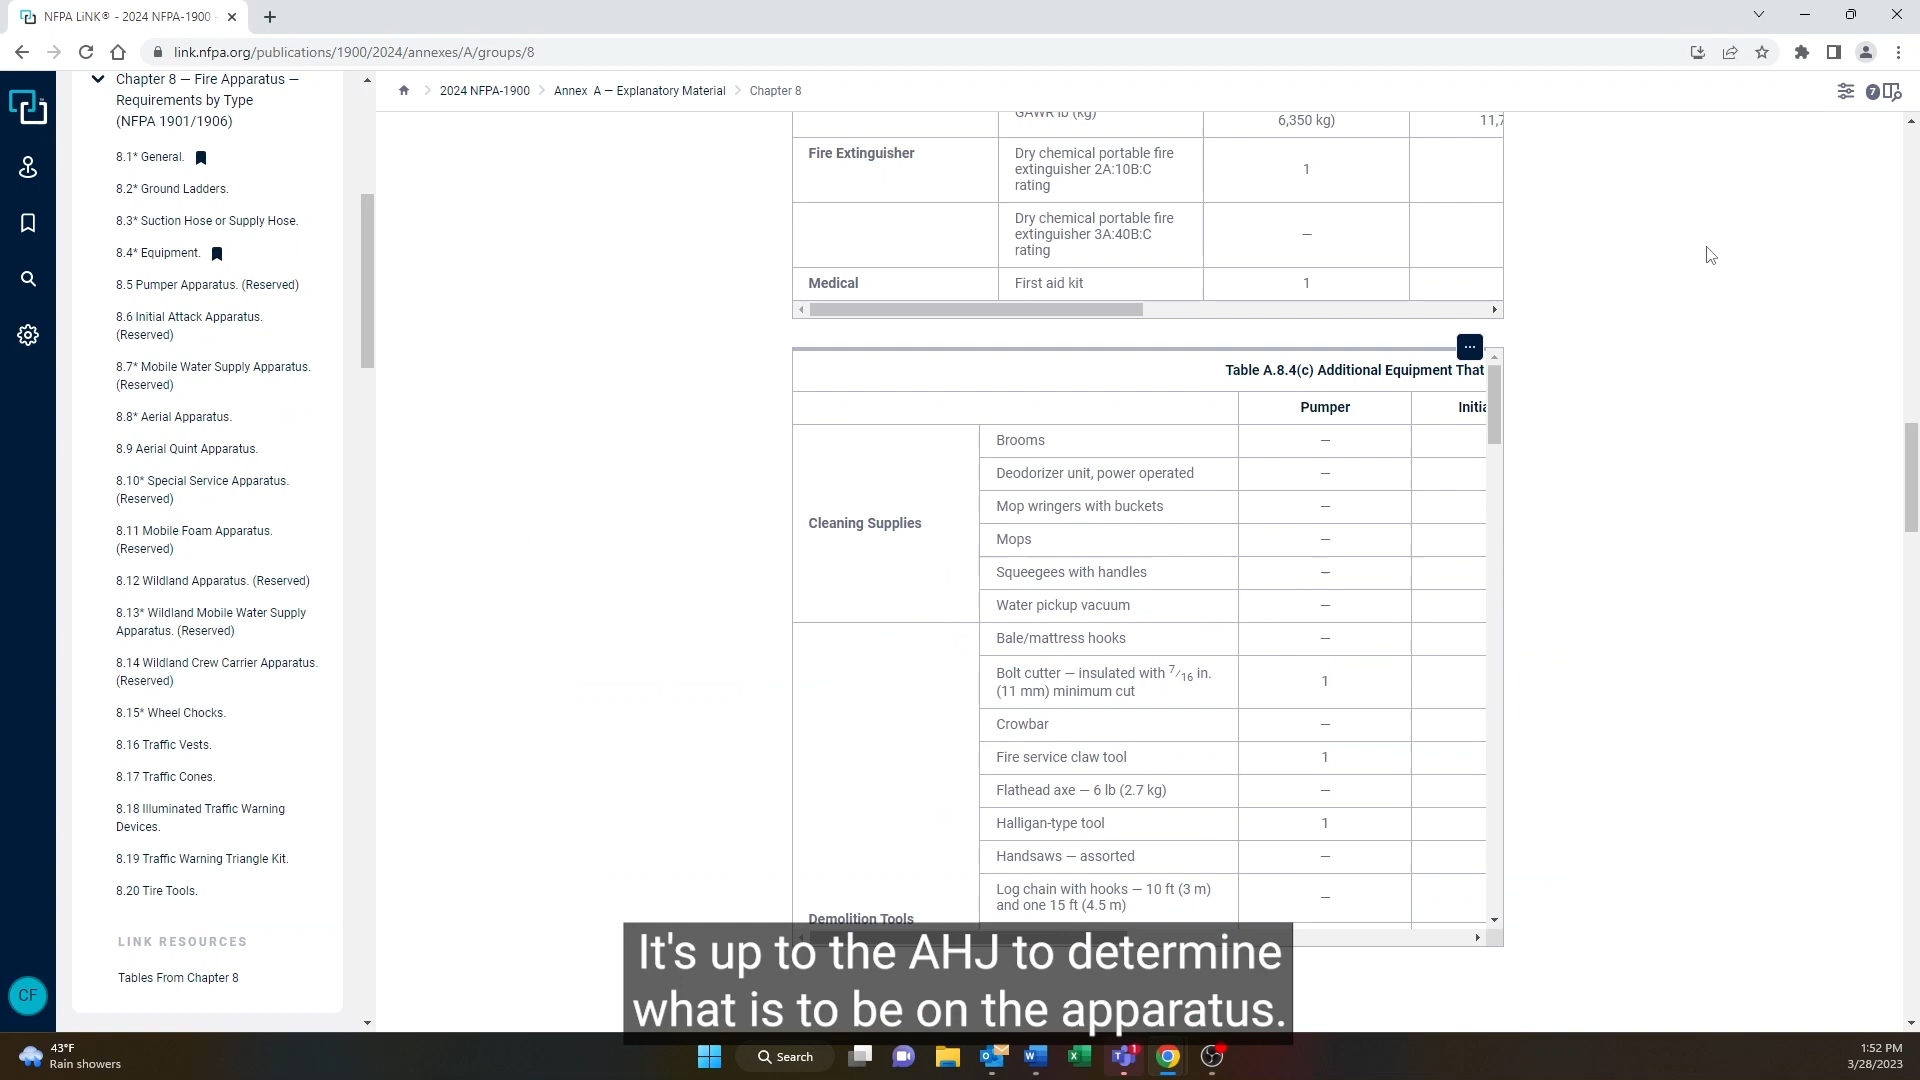 NFPA LiNK® - 2024 NFPA-1900 -
link.nfpa.org/publications/1900/2024/annexes/A/groups/8
Chapter 8 — Fire Apparatus —
Requirements by Type
(NFPA 1901/1906)
8.1* General.
8.2* Ground Ladders.
8.3* Suction Hose or Supply Hose.
8.4* Equipment.
8.5 Pumper Apparatus. (Reserved)
8.6 Initial Attack Apparatus.
(Reserved)
8.7* Mobile Water Supply Apparatus.
(Reserved)
8.8* Aerial Apparatus.
8.9 Aerial Quint Apparatus.
8.10* Special Service Apparatus.
(Reserved)
8.11 Mobile Foam Apparatus.
(Reserved)
8.12 Wildland Apparatus. (Reserved)
8.13* Wildland Mobile Water Supply
Apparatus. (Reserved)
8.14 Wildland Crew Carrier Apparatus.
(Reserved)
8.15* Wheel Chocks.
8.16 Traffic Vests.
8.17 Traffic Cones.
8.18 Illuminated Traffic Warning
Devices.
8.19 Traffic Warning Triangle Kit.
8.20 Tire Tools.
LINK RESOURCES
Tables From Chapter 8
CF
2024 NFPA-1900 > Annex A — Explanatory Material > Chapter 8
7
GAWR lb (kg)
6,350 kg)
11,7
Fire Extinguisher
Dry chemical portable fire
extinguisher 2A:10B:C
rating
1
Dry chemical portable fire
extinguisher 3A:40B:C
rating
—
Medical
First aid kit
1
...
Table A.8.4(c) Additional Equipment That
Pumper
Initia
Cleaning Supplies
Brooms —
Deodorizer unit, power operated —
Mop wringers with buckets —
Mops —
Squeegees with handles —
Water pickup vacuum —
Demolition Tools
Bale/mattress hooks —
Bolt cutter — insulated with 7/16 in.
(11 mm) minimum cut
1
Crowbar —
Fire service claw tool 1
Flathead axe — 6 lb (2.7 kg) —
Halligan-type tool 1
Handsaws — assorted —
Log chain with hooks — 10 ft (3 m)
and one 15 ft (4.5 m)
—
It's up to the AHJ to determine
what is to be on the apparatus.
43°F
Rain showers
Search
1
1:52 PM
3/28/2023